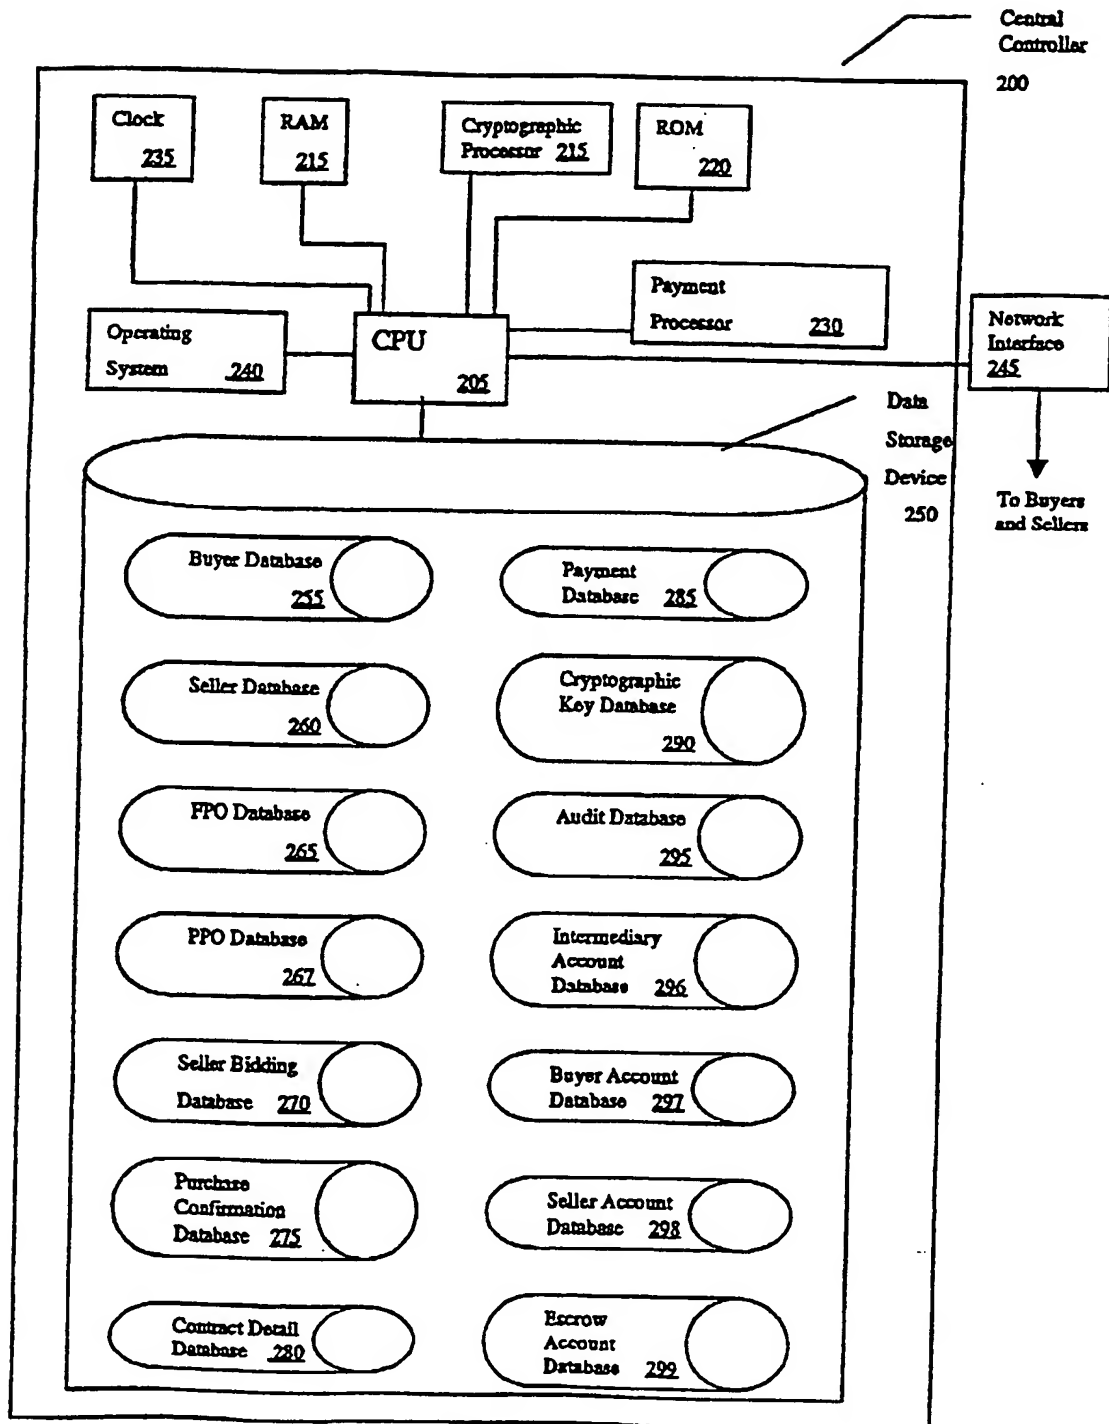 Central
Controller
200
Clock
235
RAM
215
Cryptographic
Processor 215
ROM
220
Payment
Processor 230
Operating
System 240
CPU
205
Network
Interface
245
Data
Storage
Device
250
To Buyers
and Sellers
Buyer Database
255
Payment
Database 285
Seller Database
260
Cryptographic
Key Database
290
FPO Database
265
Audit Database
295
PPO Database
267
Intermediary
Account
Database 296
Seller Bidding
Database 270
Buyer Account
Database 297
Purchase
Confirmation
Database 275
Seller Account
Database 298
Contract Detail
Database 280
Escrow
Account
Database 299